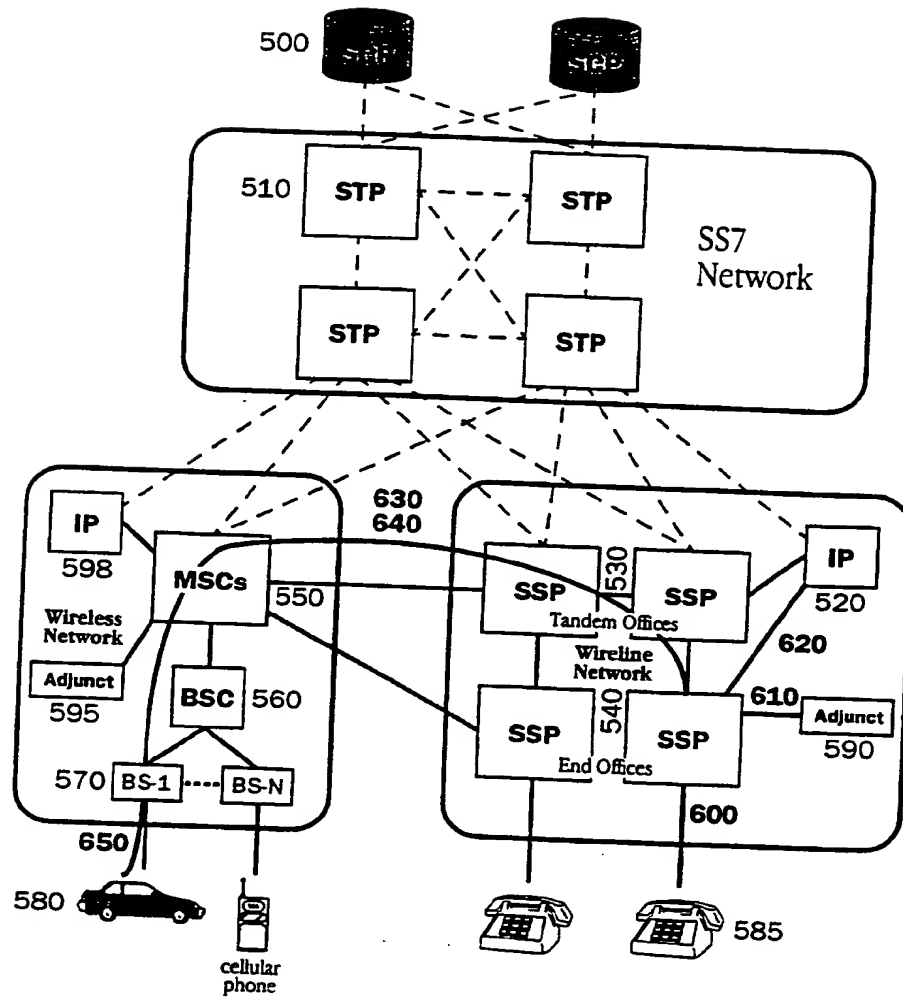 500
SCP
SCP
510
STP
STP
SS7
Network
STP
STP
630
640
IP
598
MSCs
550
SSP
530
SSP
IP
520
Wireless
Network
Tandem Offices
Wireline
Network
620
Adjunct
595
BSC
560
SSP
540
SSP
610
Adjunct
590
End Offices
570
BS-1
BS-N
600
650
580
585
cellular
phone